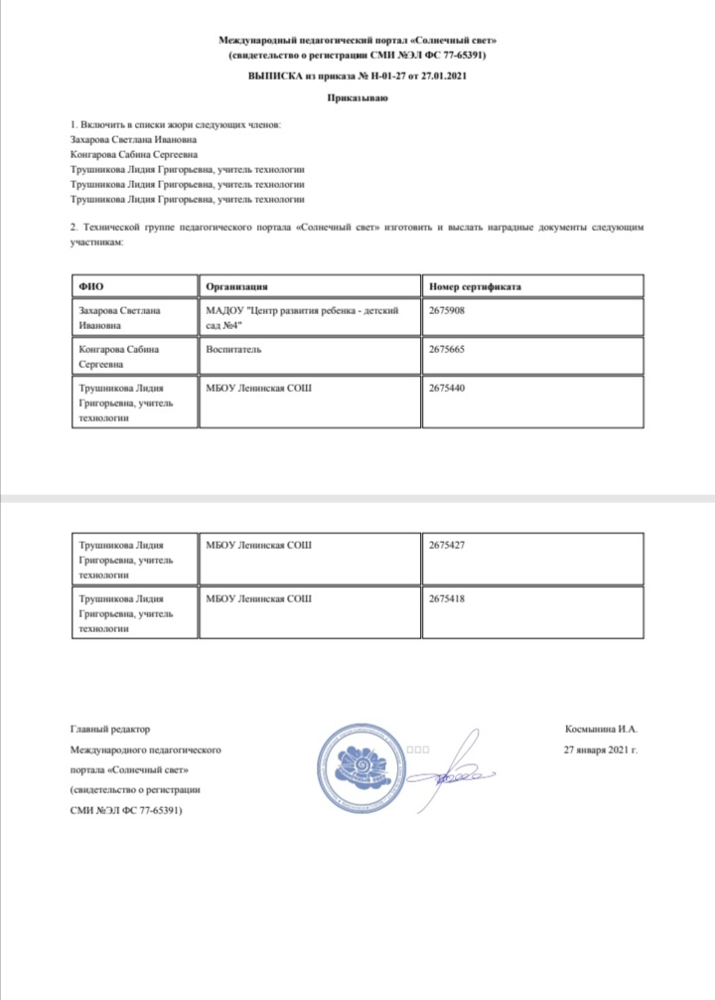 Международный педагогический портал «Солнечный свет»
(свидетельство о регистрации СМИ №ЭЛ ФС 77-65391)
ВЫПИСКА из приказа № Н-01-27 от 27.01.2021
Приказываю
1. Включить в списки жюри следующих членов:
Захарова Светлана Ивановна
Конгарова Сабина Сергеевна
Трушникова Лидия Григорьевна, учитель технологии
Трушникова Лидия Григорьевна, учитель технологии
Трушникова Лидия Григорьевна, учитель технологии
2. Технической группе педагогического портала «Солнечный свет» изготовить и выслать наградные документы следующим
участникам:
ФИО Организация Номер сертификата
Захарова Светлана МАДОУ "Центр развития ребенка - детский 2675908
Ивановна сад №4"
Конгарова Сабина Воспитатель 2675665
Сергеевна
Трушникова Лидия МБОУ Ленинская СОШ 2675440
Григорьевна, учитель
технологии
Трушникова Лидия МБОУ Ленинская СОШ 2675427
Григорьевна, учитель
технологии
Трушникова Лидия МБОУ Ленинская СОШ 2675418
Григорьевна, учитель
технологии
Главный редактор Космынина И.А.
Международного педагогического 27 января 2021 г.
портала «Солнечный свет»
(свидетельство о регистрации
СМИ №ЭЛ ФС 77-65391)